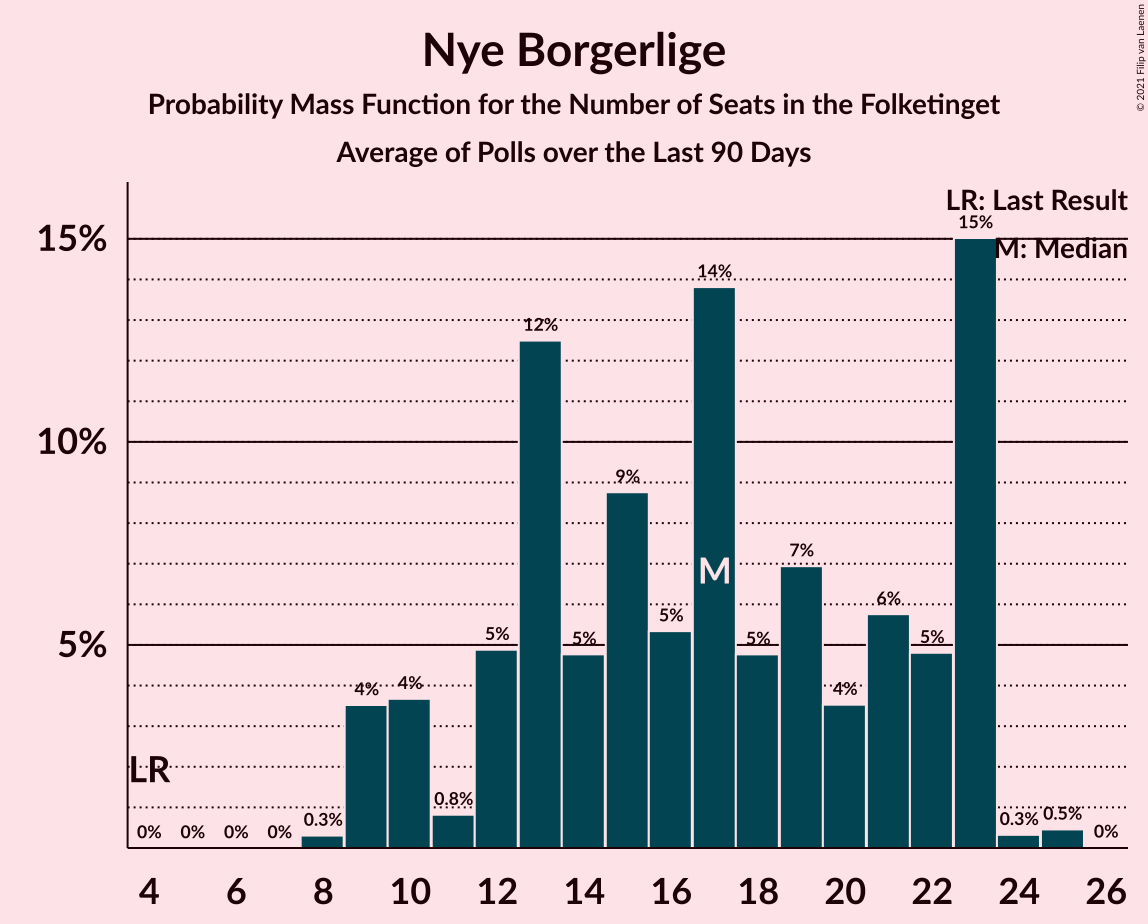 Nye Borgerlige
Probability Mass Function for the Number of Seats in the Folketinget
Average of Polls over the Last 90 Days
© 2021 Filip van Laenen
LR: Last Result
M: Median
15%
10%
5%
LR
M
0%
0%
0%
0%
0.3%
4%
4%
0.8%
5%
12%
5%
9%
5%
14%
5%
7%
4%
6%
5%
15%
0.3%
0.5%
0%
4 6 8 10 12 14 16 18 20 22 24 26